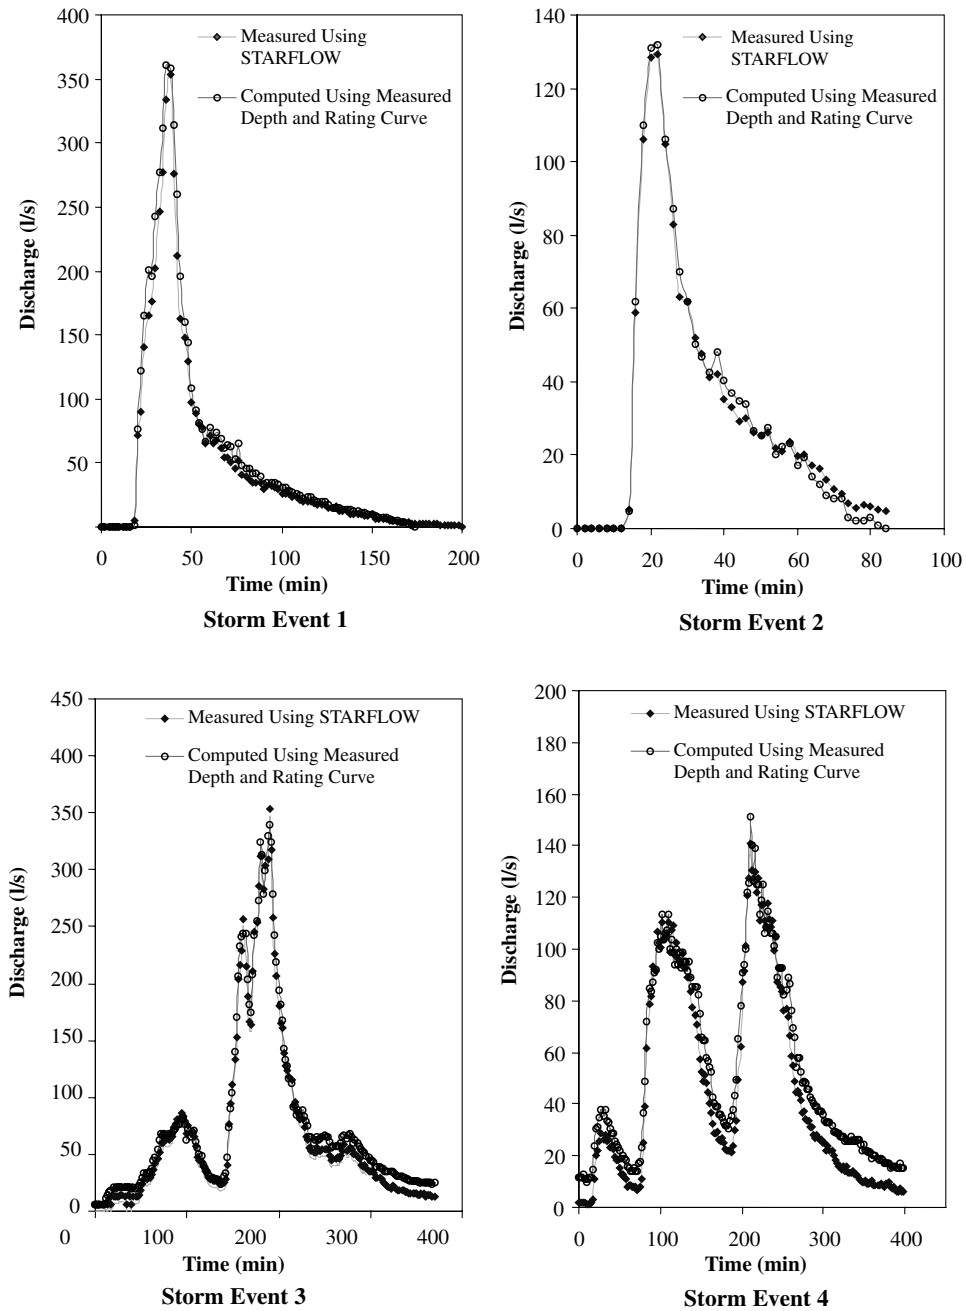 400
350
300
250
200
150
100
50
0
50
100
150
200
Discharge (l/s)
Time (min)
Measured Using
STARFLOW
Computed Using Measured
Depth and Rating Curve
Storm Event 1
140
120
100
80
60
40
20
0
0
20
40
60
80
100
Discharge (l/s)
Time (min)
Measured Using
STARFLOW
Computed Using Measured
Depth and Rating Curve
Storm Event 2
450
400
350
300
250
200
150
100
50
0
0
100
200
300
400
Discharge (l/s)
Time (min)
Measured Using STARFLOW
Computed Using Measured
Depth and Rating Curve
Storm Event 3
200
180
160
140
120
100
80
60
40
20
0
0
100
200
300
400
Discharge (l/s)
Time (min)
Measured Using STARFLOW
Computed Using Measured
Depth and Rating Curve
Storm Event 4